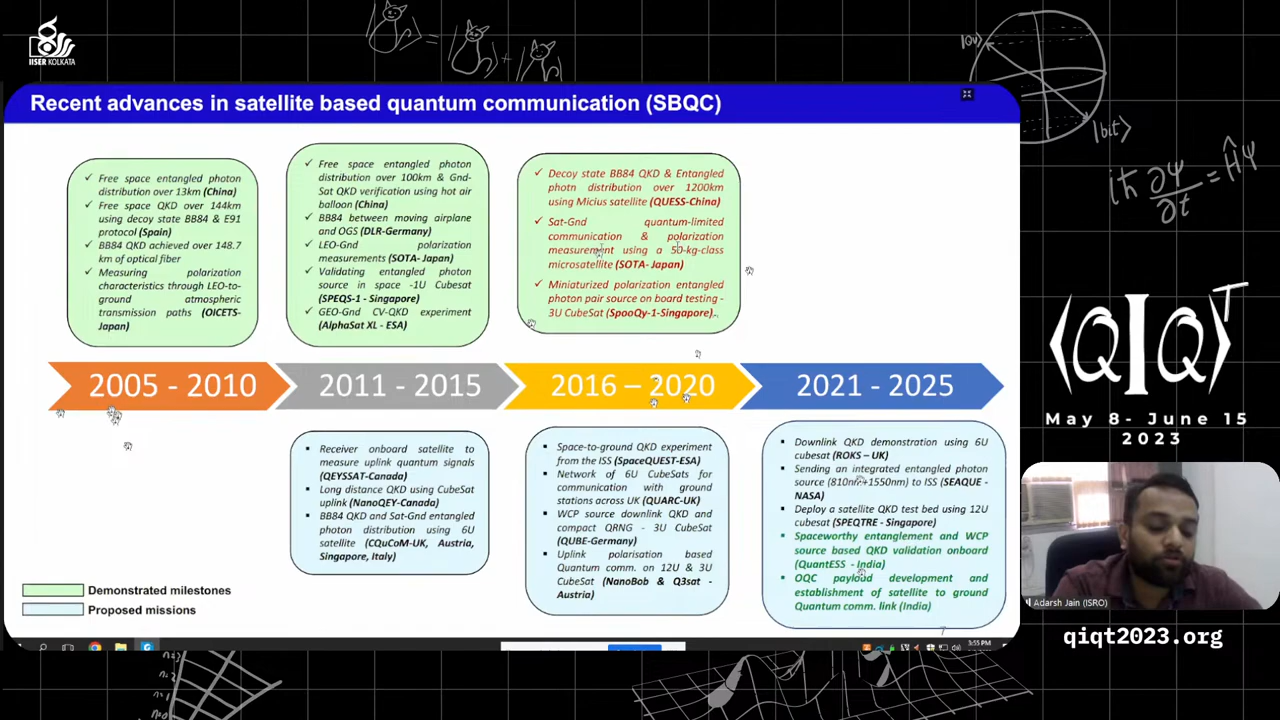 IISER KOLKATA
Recent advances in satellite based quantum communication (SBQC)
✓ Free space entangled photon
distribution over 13km (China)
✓ Free space QKD over 144km
using decoy state BB84 & E91
protocol (Spain)
✓ BB84 QKD achieved over 148.7
km of optical fiber
✓ Measuring polarization
characteristics through LEO-to-
ground atmospheric
transmission paths (OICETS-
Japan)
✓ Free space entangled photon
distribution over 100km & Gnd-
Sat QKD verification using hot air
balloon (China)
✓ BB84 between moving airplane
and OGS (DLR-Germany)
✓ LEO-Gnd polarization
measurements (SOTA- Japan)
✓ Validating entangled photon
source in space -1U Cubesat
(SPEQS-1 - Singapore)
✓ GEO-Gnd CV-QKD experiment
(AlphaSat XL - ESA)
✓ Decoy state BB84 QKD & Entangled
photn distribution over 1200km
using Micius satellite (QUESS-China)
✓ Sat-Gnd quantum-limited
communication & polarization
measurement using a 50-kg-class
microsatellite (SOTA- Japan)
✓ Miniaturized polarization entangled
photon pair source on board testing -
3U CubeSat (SpooQy-1-Singapore)..
2005 - 2010
2011 - 2015
2016 – 2020
2021 - 2025
▪ Receiver onboard satellite to
measure uplink quantum signals
(QEYSSAT-Canada)
▪ Long distance QKD using CubeSat
uplink (NanoQEY-Canada)
▪ BB84 QKD and Sat-Gnd entangled
photon distribution using 6U
satellite (CQuCoM-UK, Austria,
Singapore, Italy)
▪ Space-to-ground QKD experiment
from the ISS (SpaceQUEST-ESA)
▪ Network of 6U CubeSats for
communication with ground
stations across UK (QUARC-UK)
▪ WCP source downlink QKD and
compact QRNG - 3U CubeSat
(QUBE-Germany)
▪ Uplink polarisation based
Quantum comm. on 12U & 3U
CubeSat (NanoBob & Q3sat -
Austria)
▪ Downlink QKD demonstration using 6U
cubesat (ROKS – UK)
▪ Sending an integrated entangled photon
source (810nm+1550nm) to ISS (SEAQUE -
NASA)
▪ Deploy a satellite QKD test bed using 12U
cubesat (SPEQTRE - Singapore)
▪ Spaceworthy entanglement and WCP
source based QKD validation onboard
(QuantESS - India)
▪ OQC payload development and
establishment of satellite to ground
Quantum comm. link (India)
Demonstrated milestones
Proposed missions
3:55 PM
iħ ∂ψ/∂t = Ĥψ
⟨Q|Q⟩T
May 8- June 15
2023
Adarsh Jain (ISRO)
qiqt2023.org